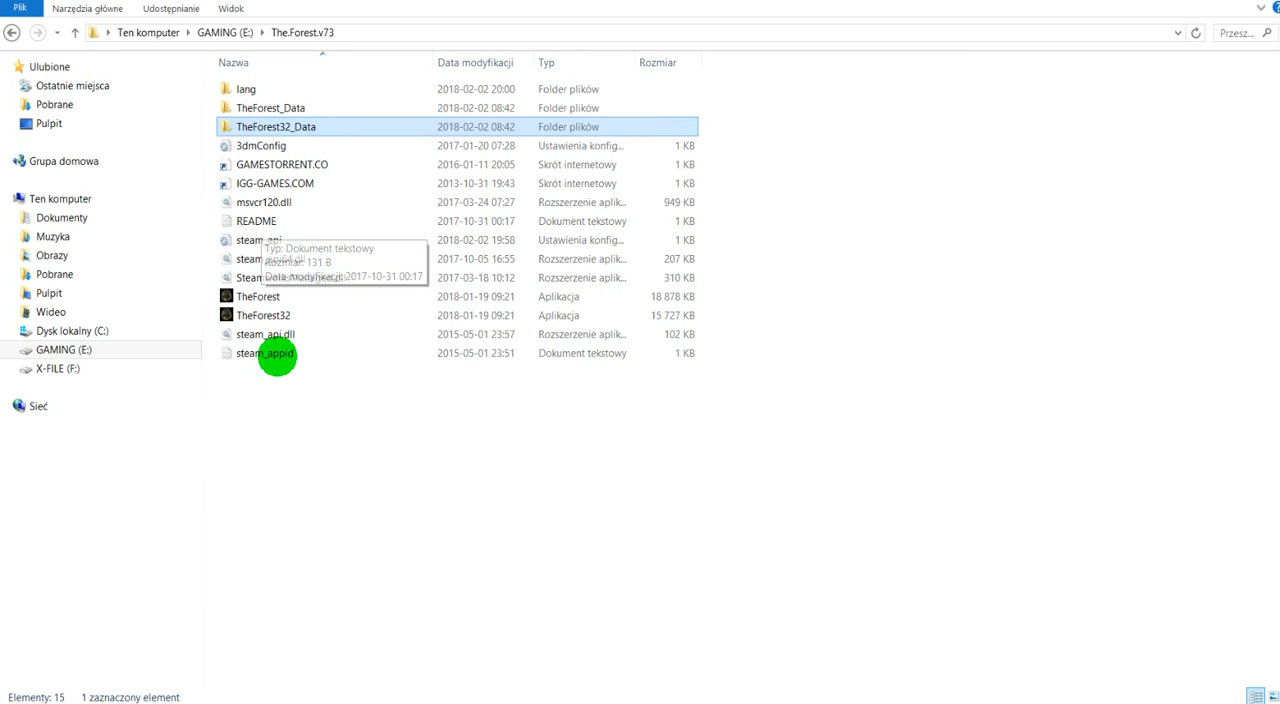 Plik Narzędzia główne Udostępnianie Widok
Ten komputer GAMING (E:) The.Forest.v73 Przesz...
Nazwa Data modyfikacji Typ Rozmiar
Ulubione
Ostatnie miejsca
Pobrane
Pulpit
Grupa domowa
Ten komputer
Dokumenty
Muzyka
Obrazy
Pobrane
Pulpit
Wideo
Dysk lokalny (C:)
GAMING (E:)
X-FILE (F:)
Sieć
lang 2018-02-02 20:00 Folder plików
TheForest_Data 2018-02-02 08:42 Folder plików
TheForest32_Data 2018-02-02 08:42 Folder plików
3dmConfig 2017-01-20 07:28 Ustawienia konfig... 1 KB
GAMESTORRENT.CO 2016-01-11 20:05 Skrót internetowy 1 KB
IGG-GAMES.COM 2013-10-31 19:43 Skrót internetowy 1 KB
msvcr120.dll 2017-03-24 07:27 Rozszerzenie aplik... 949 KB
README 2017-10-31 00:17 Dokument tekstowy 1 KB
steam_api 2018-02-02 19:58 Ustawienia konfig... 1 KB
Typ: Dokument tekstowy
Rozmiar: 131 B
Data modyfikacji: 2017-10-31 00:17
2017-10-05 16:55 Rozszerzenie aplik... 207 KB
2017-03-18 10:12 Rozszerzenie aplik... 310 KB
TheForest 2018-01-19 09:21 Aplikacja 18 878 KB
TheForest32 2018-01-19 09:21 Aplikacja 15 727 KB
steam_api.dll 2015-05-01 23:57 Rozszerzenie aplik... 102 KB
steam_appid 2015-05-01 23:51 Dokument tekstowy 1 KB
Elementy: 15 1 zaznaczony element